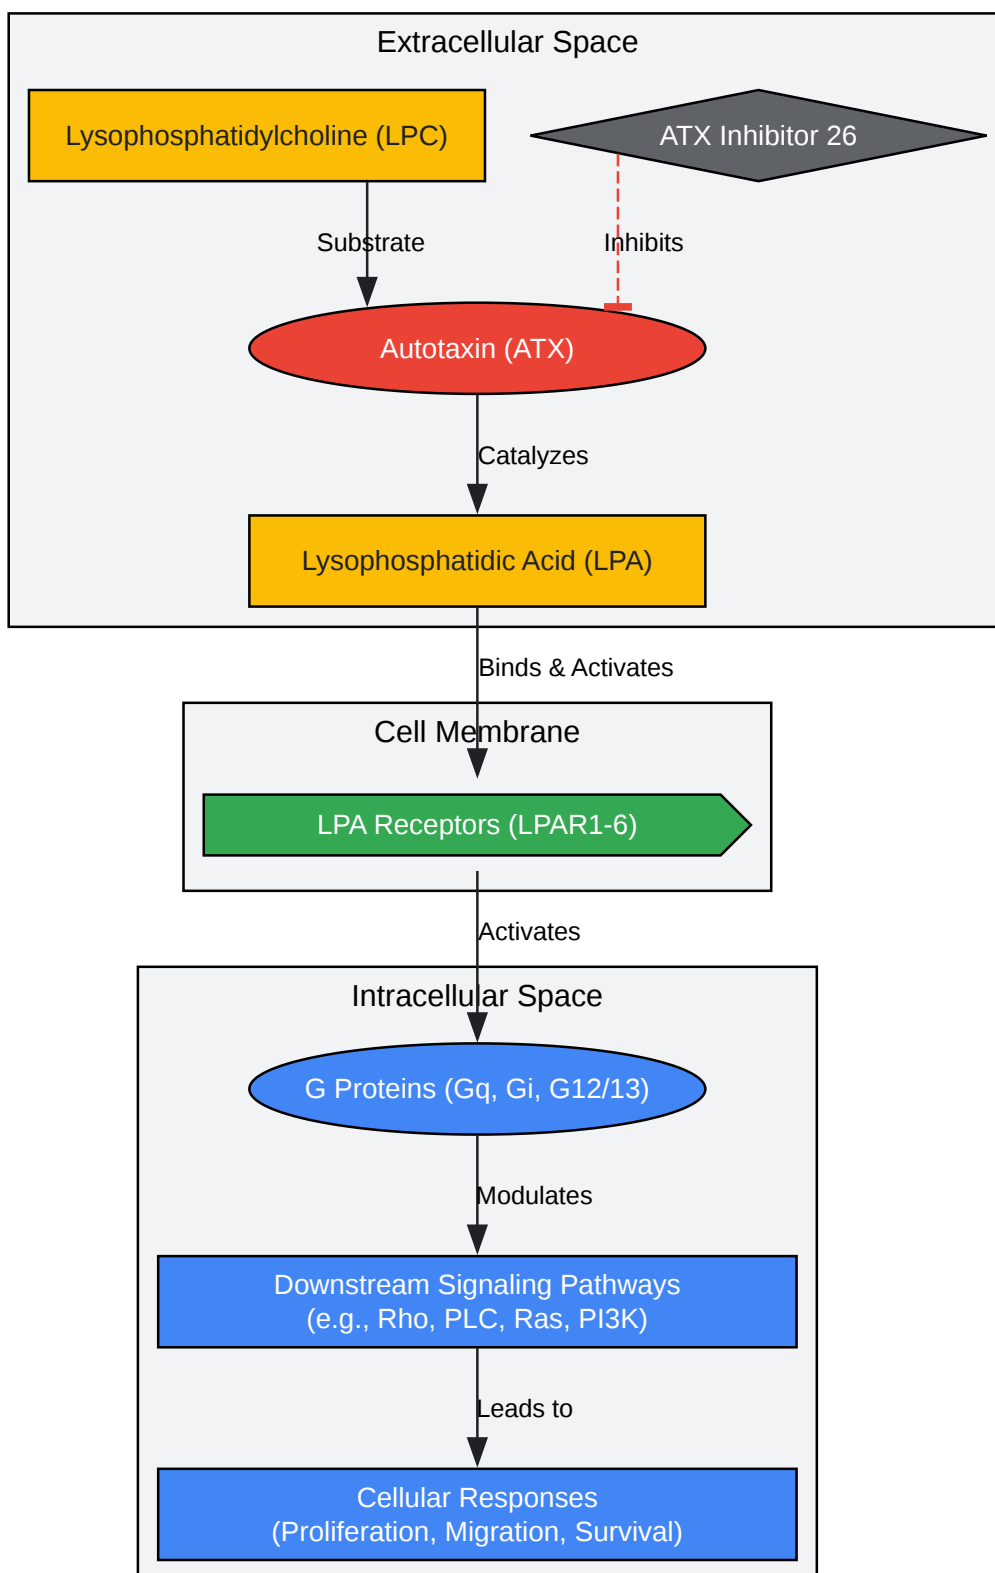 Extracellular Space
Lysophosphatidylcholine (LPC)
ATX Inhibitor 26
Substrate
Inhibits
Autotaxin (ATX)
Catalyzes
Lysophosphatidic Acid (LPA)
Binds & Activates
Cell Membrane
LPA Receptors (LPAR1-6)
Activates
Intracellular Space
G Proteins (Gq, Gi, G12/13)
Modulates
Downstream Signaling Pathways
(e.g., Rho, PLC, Ras, PI3K)
Leads to
Cellular Responses
(Proliferation, Migration, Survival)